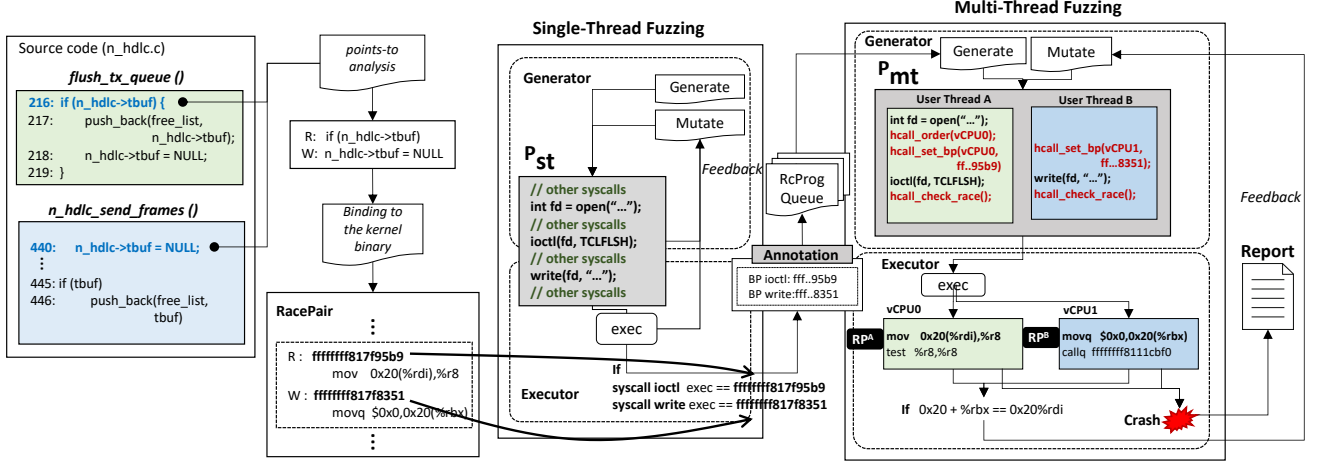 Source code (n_hdlc.c)
flush_tx_queue ()
216: if (n_hdlc->tbuf) {
217: push_back(free_list,
n_hdlc->tbuf);
218: n_hdlc->tbuf = NULL;
219: }
n_hdlc_send_frames ()
440: n_hdlc->tbuf = NULL;
⋮
445: if (tbuf)
446: push_back(free_list,
tbuf)
points-to
analysis
R: if (n_hdlc->tbuf)
W: n_hdlc->tbuf = NULL
Binding to
the kernel
binary
RacePair
⋮
R : ffffffff817f95b9
mov 0x20(%rdi),%r8
W : ffffffff817f8351
movq $0x0,0x20(%rbx)
⋮
Single-Thread Fuzzing
Generator
Generate
Mutate
Pst
// other syscalls
int fd = open(“...”);
// other syscalls
ioctl(fd, TCLFLSH);
// other syscalls
write(fd, “...”);
// other syscalls
exec
Feedback
Executor
If
syscall ioctl exec == ffffffff817f95b9
syscall write exec == ffffffff817f8351
RcProg
Queue
Annotation
BP ioctl: fff..95b9
BP write:fff...8351
Multi-Thread Fuzzing
Generator
Generate
Mutate
Pmt
User Thread A
int fd = open(“...”);
hcall_order(vCPU0);
hcall_set_bp(vCPU0,
ff..95b9)
ioctl(fd, TCLFLSH);
hcall_check_race();
User Thread B
hcall_set_bp(vCPU1,
ff...8351);
write(fd, “...”);
hcall_check_race();
Executor
exec
vCPU0
RPA
mov 0x20(%rdi),%r8
test %r8,%r8
vCPU1
RPB
movq $0x0,0x20(%rbx)
callq ffffffff8111cbf0
If 0x20 + %rbx == 0x20%rdi
Crash
Feedback
Report